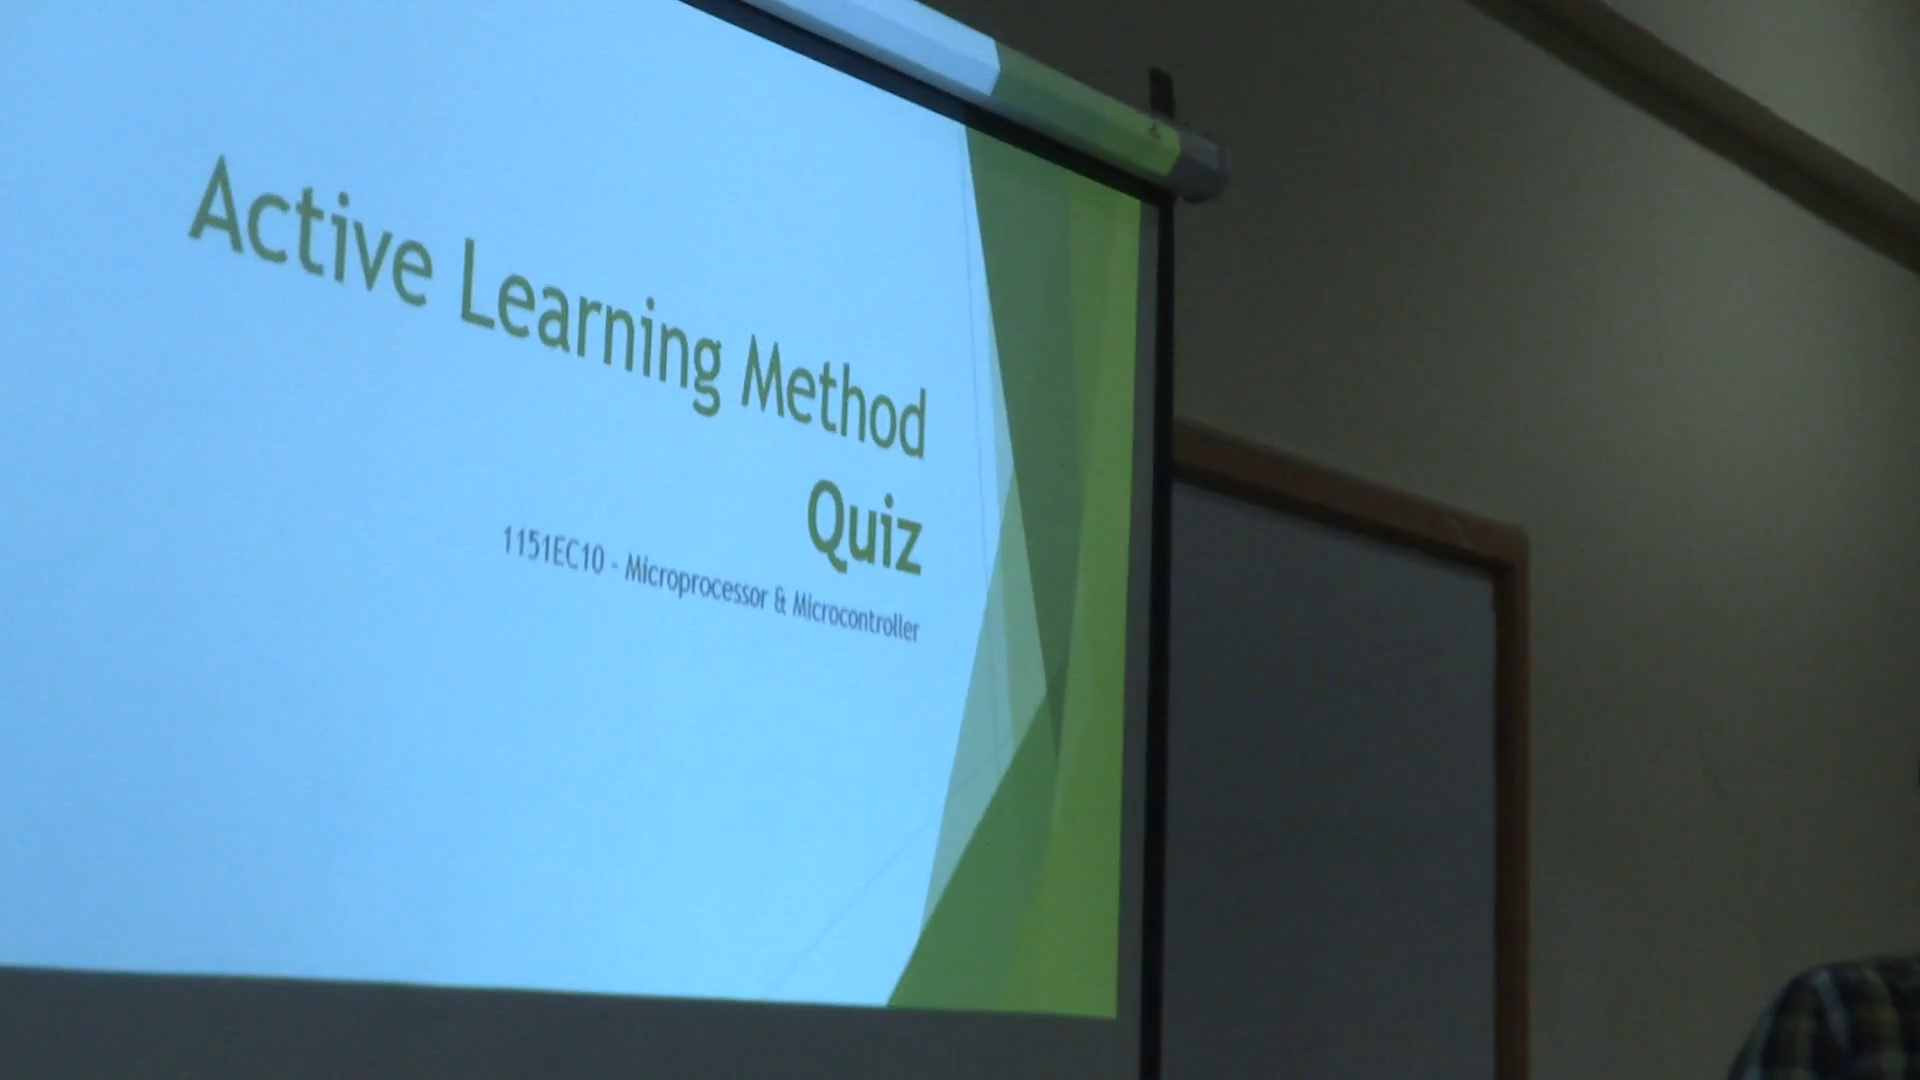 Active Learning Method
Quiz
1151EC10 - Microprocessor & Microcontroller